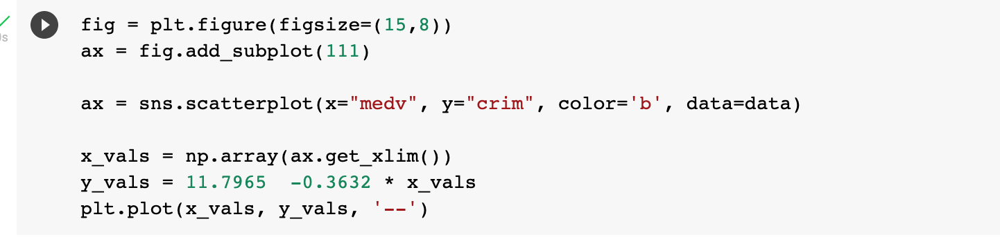 fig = plt.figure(figsize=(15,8))
ax = fig.add_subplot(111)
ax = sns.scatterplot(x="medv", y="crim", color='b', data=data)
x_vals = np.array(ax.get_xlim())
y_vals = 11.7965  -0.3632 * x_vals
plt.plot(x_vals, y_vals, '--')